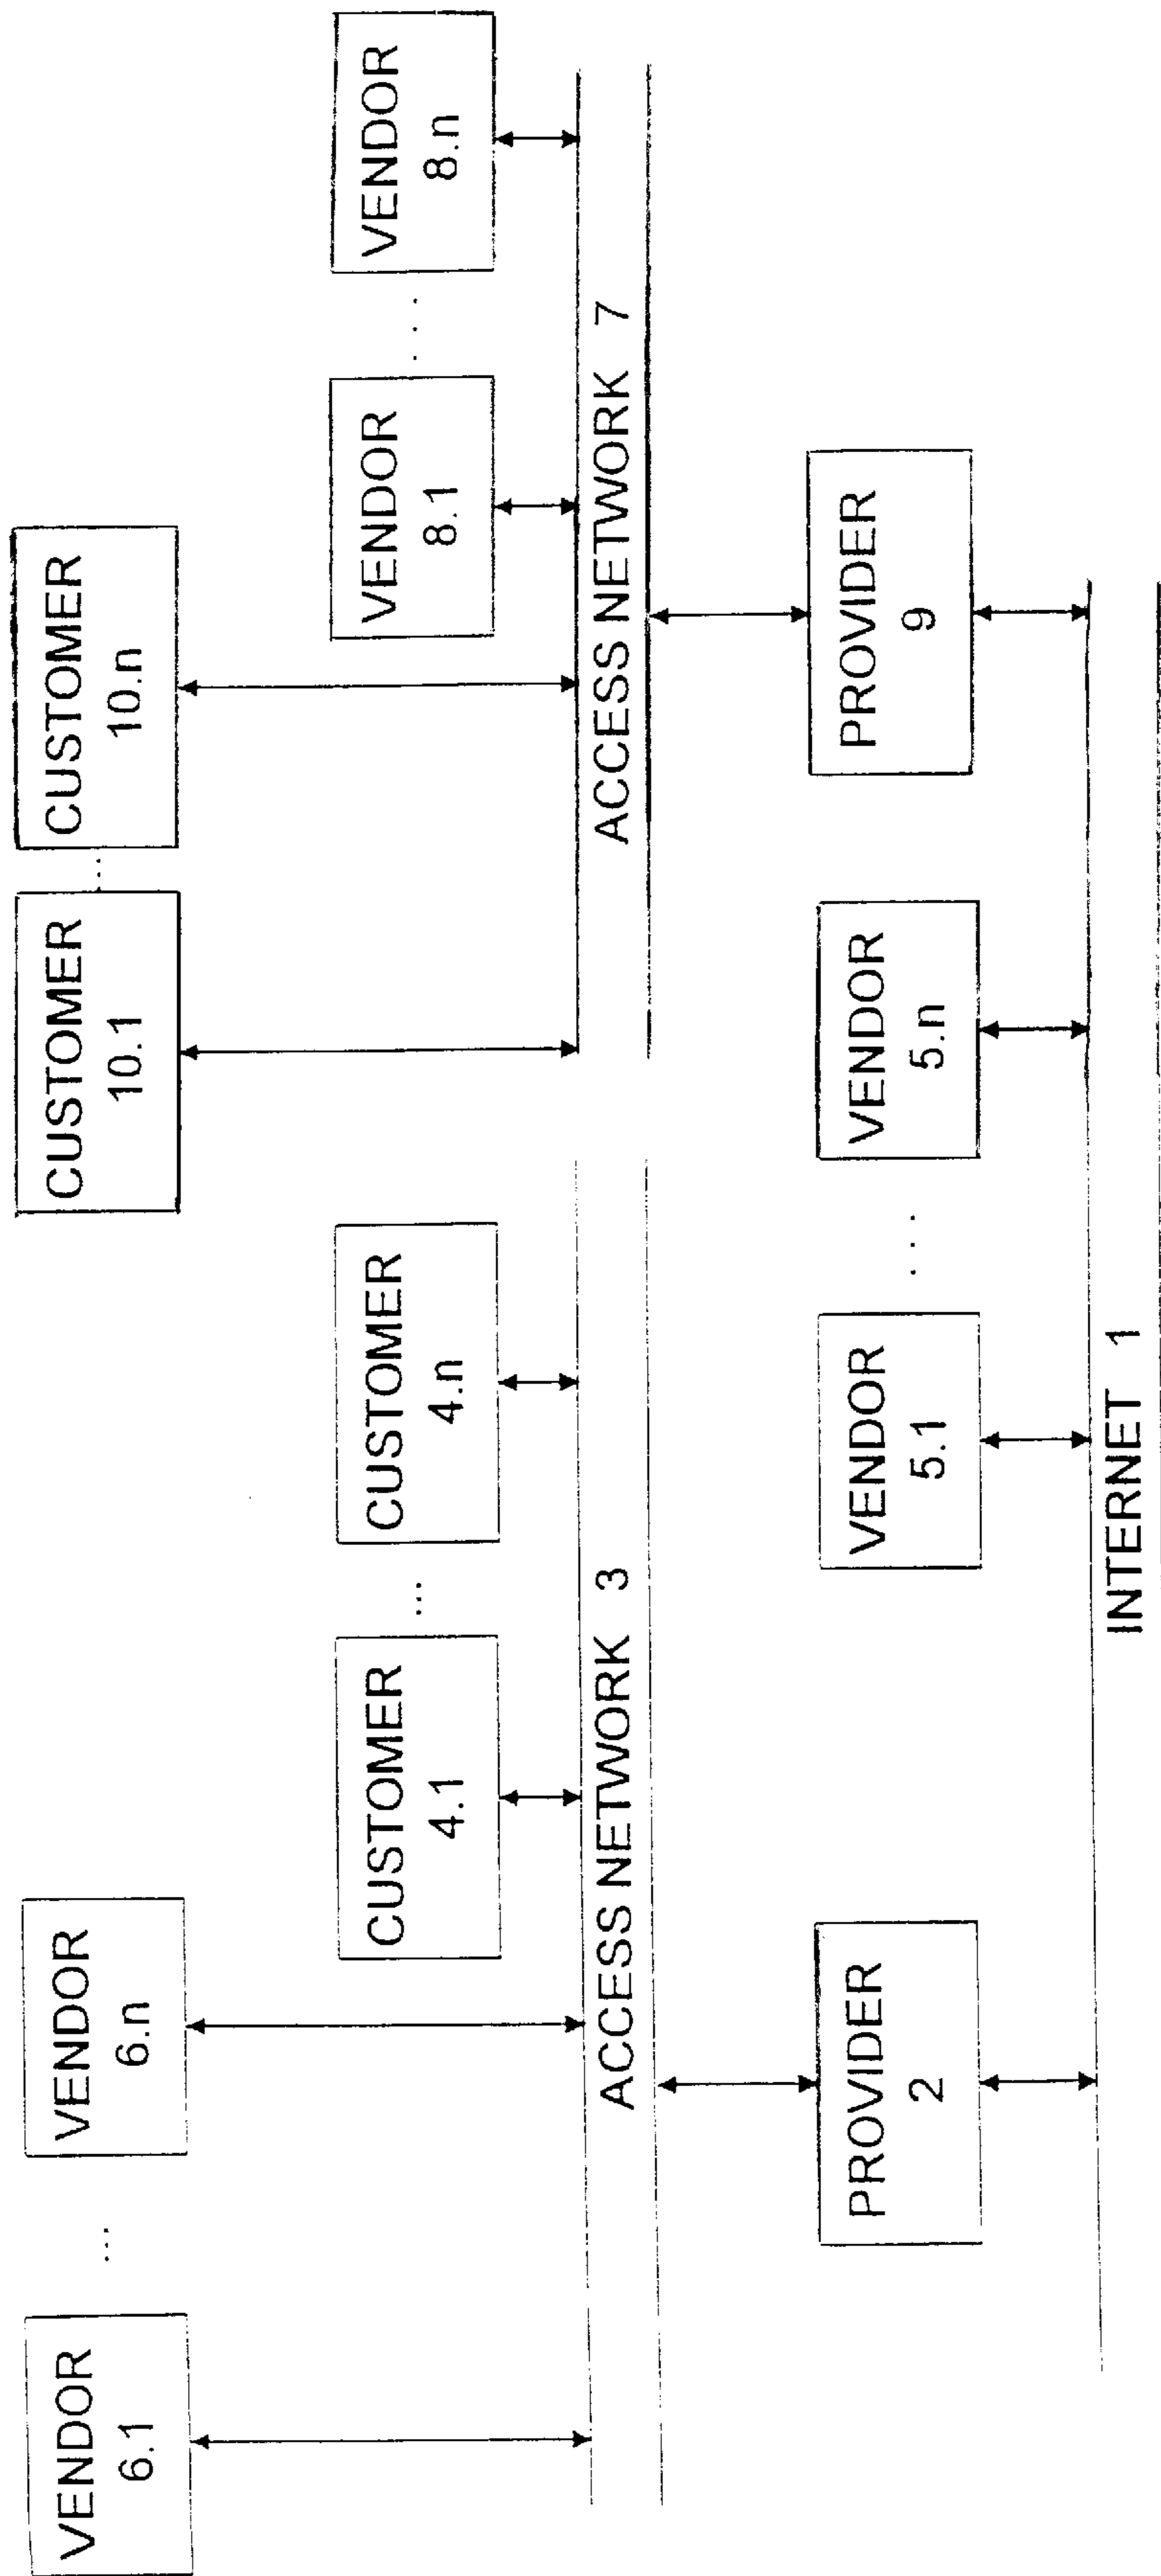 VENDOR
6.1
...
VENDOR
6.n
CUSTOMER
10.1
...
CUSTOMER
10.n
CUSTOMER
4.1
...
CUSTOMER
4.n
VENDOR
8.1
. . .
VENDOR
8.n
ACCESS NETWORK 3
ACCESS NETWORK 7
PROVIDER
2
VENDOR
5.1
. . .
VENDOR
5.n
PROVIDER
9
INTERNET 1